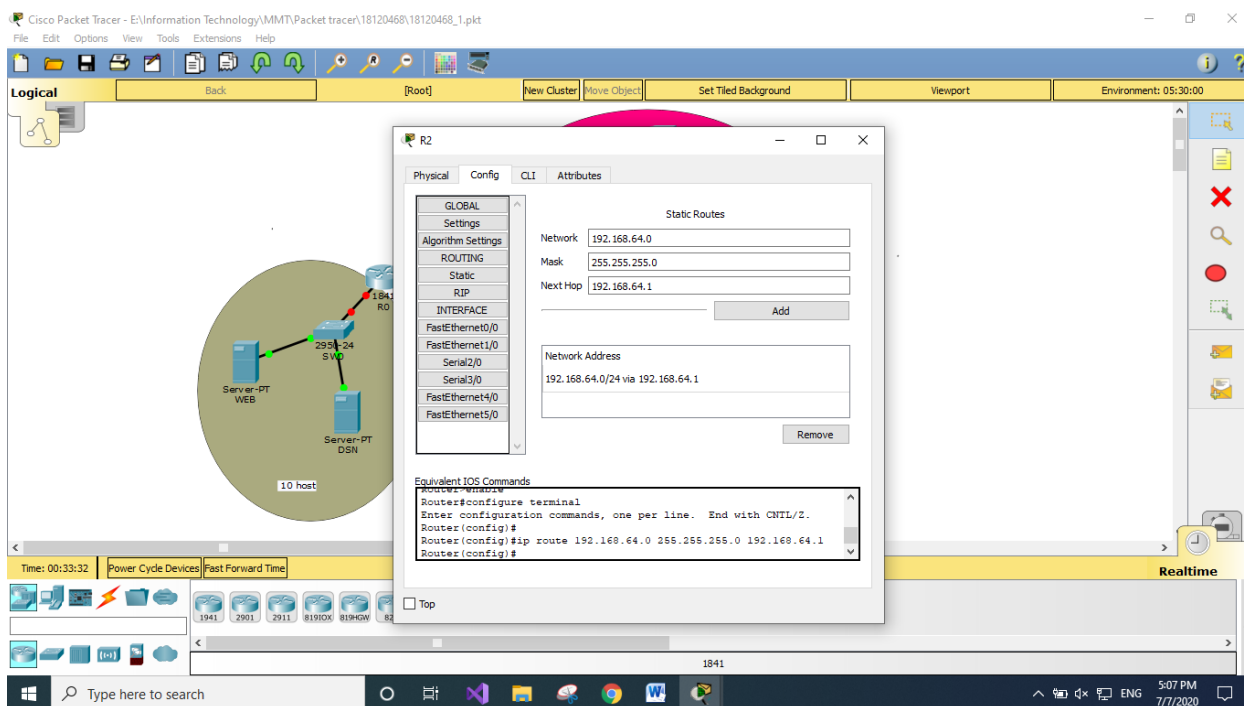 Cisco Packet Tracer - E:\Information Technology\MMT\Packet tracer\18120468\18120468_1.pkt
File Edit Options View Tools Extensions Help
Logical
Back
[Root]
New Cluster
Move Object
Set Tiled Background
Viewport
Environment: 05:30:00
R2
Physical
Config
CLI
Attributes
GLOBAL
Settings
Algorithm Settings
ROUTING
Static
RIP
INTERFACE
FastEthernet0/0
FastEthernet1/0
Serial2/0
Serial3/0
FastEthernet4/0
FastEthernet5/0
Static Routes
Network 192.168.64.0
Mask 255.255.255.0
Next Hop 192.168.64.1
Add
Network Address
192.168.64.0/24 via 192.168.64.1
Remove
Equivalent IOS Commands
Router>enable
Router#configure terminal
Enter configuration commands, one per line. End with CNTL/Z.
Router(config)#
Router(config)#ip route 192.168.64.0 255.255.255.0 192.168.64.1
Router(config)#
Top
1841
R0
2950-24
SW0
Server-PT
WEB
Server-PT
DSN
10 host
Time: 00:33:32
Power Cycle Devices
Fast Forward Time
Realtime
1941
2901
2911
819IOX
819HGW
82
1841
Type here to search
ENG
5:07 PM
7/7/2020